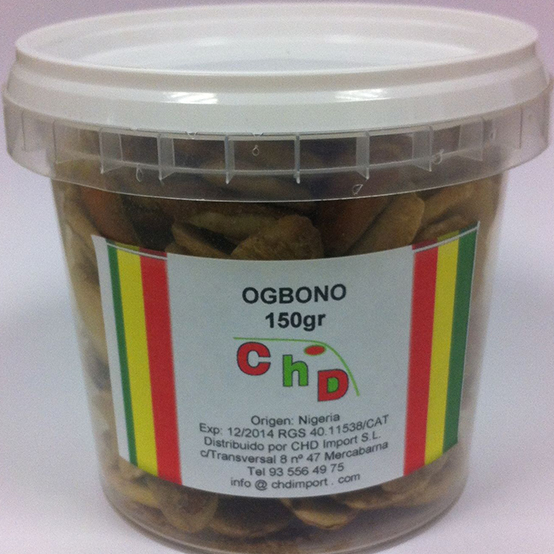 OGBONO
150gr
ChD
Origen: Nigeria
Exp: 12/2014 RGS 40.11538/CAT
Distribuido por CHD Import S.L.
c/Transversal 8 nº 47 Mercabarna
Tel 93 556 49 75
info @ chdimport . com